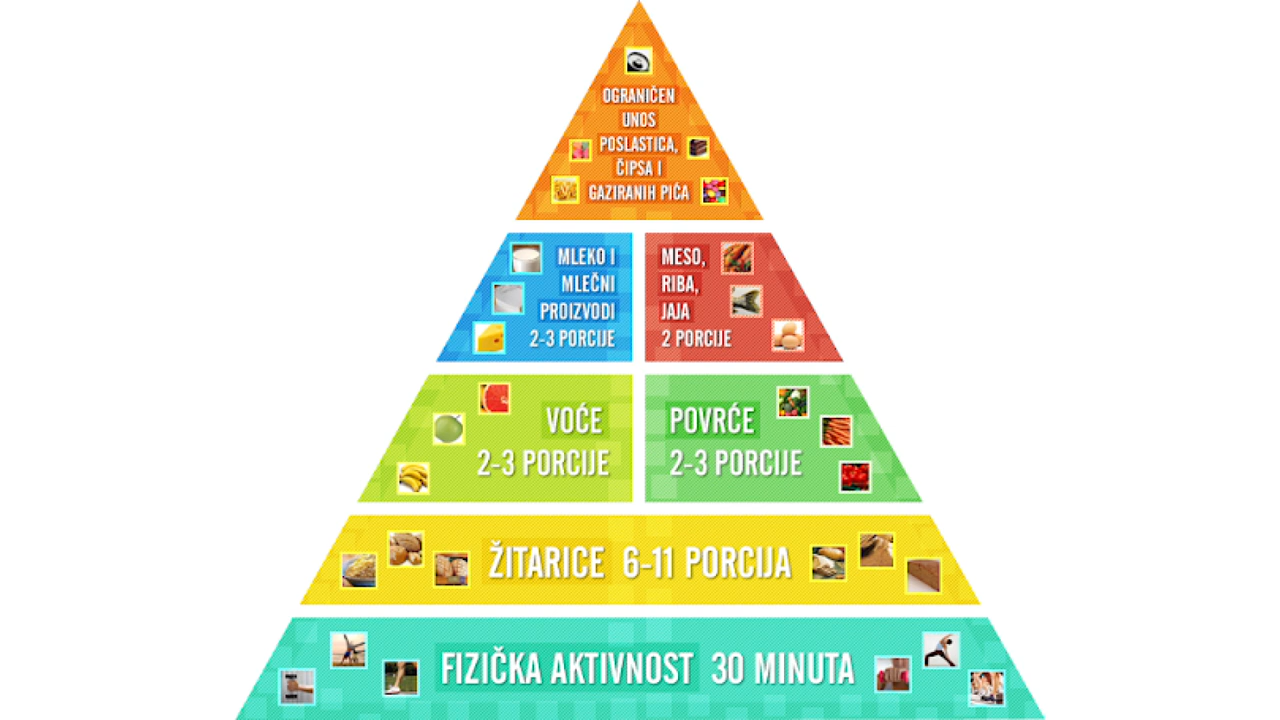 OGRANIČEN
UNOS
POSLASTICA,
ČIPSA I
GAZIRANIH PIĆA
MLEKO I
MLEČNI
PROIZVODI
2-3 PORCIJE
MESO,
RIBA,
JAJA
2 PORCIJE
VOĆE
2-3 PORCIJE
POVRĆE
2-3 PORCIJE
ŽITARICE 6-11 PORCIJA
FIZIČKA AKTIVNOST 30 MINUTA